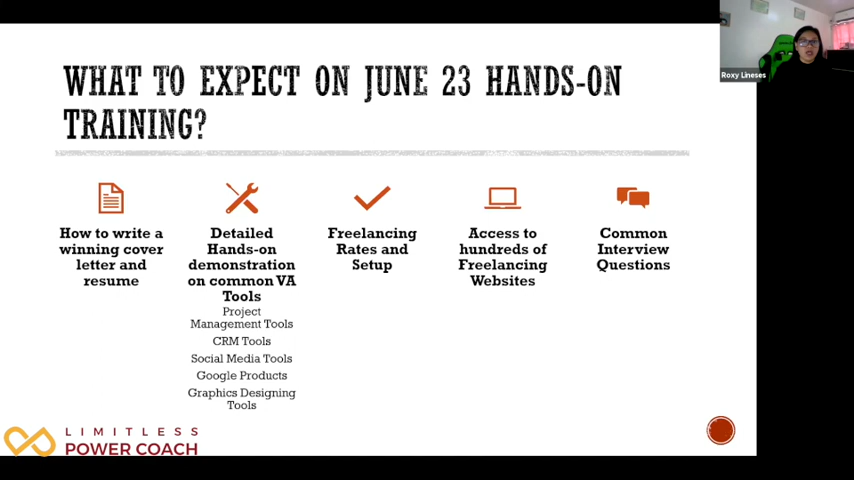 WHAT TO EXPECT ON JUNE 23 HANDS-ON
TRAINING?
How to write a
winning cover
letter and
resume
Detailed
Hands-on
demonstration
on common VA
Tools
Project
Management Tools
CRM Tools
Social Media Tools
Google Products
Graphics Designing
Tools
Freelancing
Rates and
Setup
Access to
hundreds of
Freelancing
Websites
Common
Interview
Questions
LIMITLESS
POWER COACH
Roxy Lineses